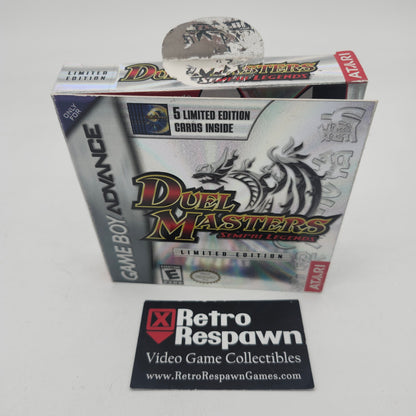 LIMITED EDITION
DUEL MASTERS
SEMPAI LEGENDS
ATARI
ONLY FOR
GAME BOY ADVANCE
5 LIMITED EDITION
CARDS INSIDE
DUEL
MASTERS
SEMPAI LEGENDS
LIMITED EDITION
E
ATARI
Retro
Respawn
Video Game Collectibles
www.RetroRespawnGames.com